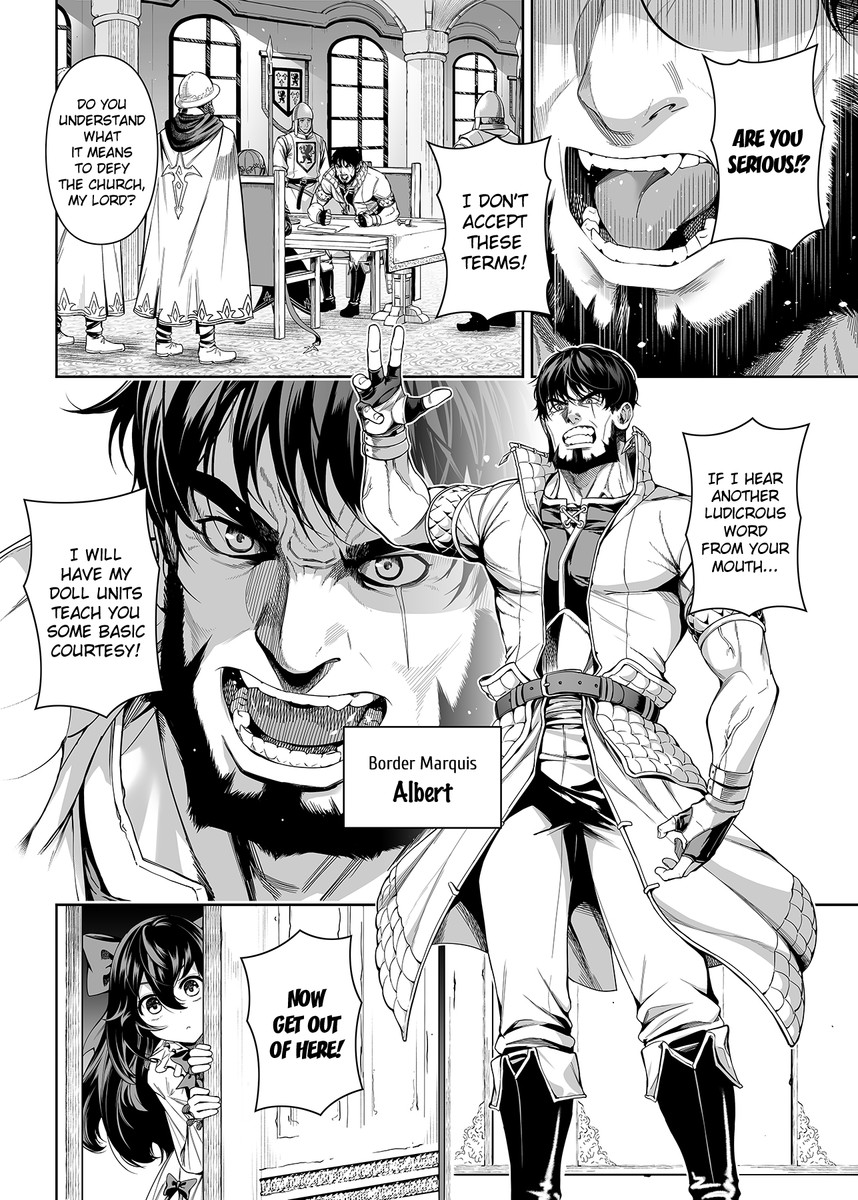 ARE YOU
SERIOUS!?
I DON'T
ACCEPT
THESE
TERMS!
DO YOU
UNDERSTAND
WHAT
IT MEANS
TO DEFY
THE CHURCH,
MY LORD?
IF I HEAR
ANOTHER
LUDICROUS
WORD
FROM YOUR
MOUTH...
I WILL
HAVE MY
DOLL UNITS
TEACH YOU
SOME BASIC
COURTESY!
Border Marquis
Albert
NOW
GET OUT
OF HERE!